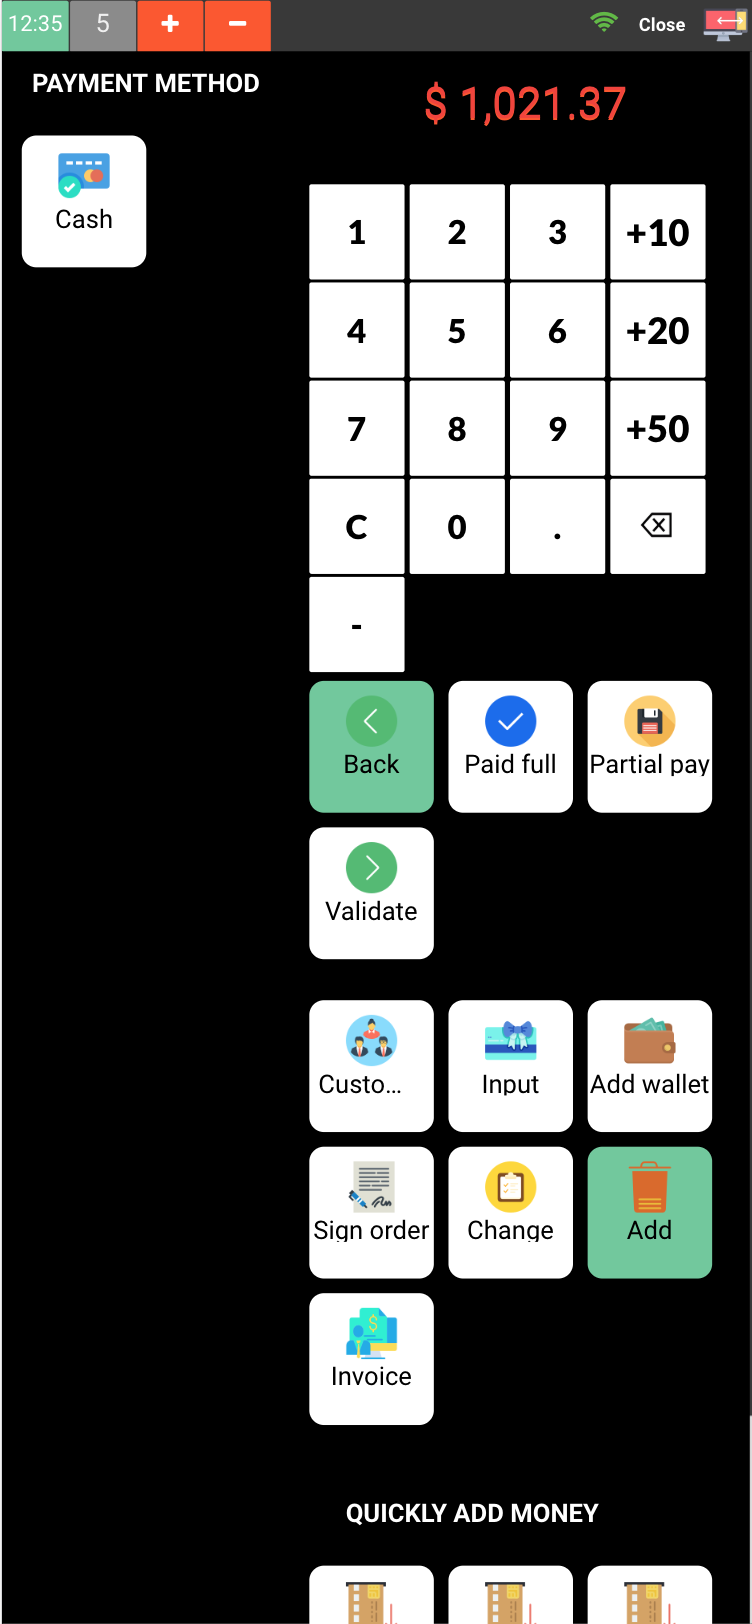 12:35 5 + − Close
PAYMENT METHOD
$ 1,021.37
Cash
1 2 3 +10
4 5 6 +20
7 8 9 +50
C 0 .
-
Back Paid full Partial pay
Validate
Custo... Input Add wallet
Sign order Change Add
Invoice
QUICKLY ADD MONEY